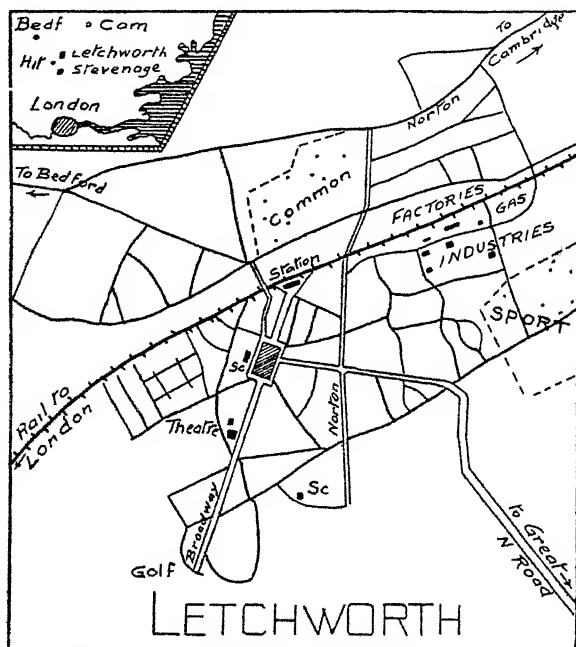 Bedf Cam
Hit Letchworth
Stevenage
London
To
Cambridge
Norton
To Bedford
Common
FACTORIES
GAS
INDUSTRIES
Station
SPORT
Sc
Rail to
London
Theatre
Norton
Sc
Broadway
Golf
To Great
N Road
LETCHWORTH